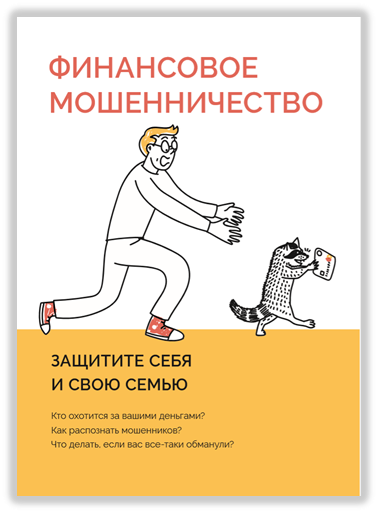 ФИНАНСОВОЕ
МОШЕННИЧЕСТВО
ЗАЩИТИТЕ СЕБЯ
И СВОЮ СЕМЬЮ
Кто охотится за вашими деньгами?
Как распознать мошенников?
Что делать, если вас все-таки обманули?